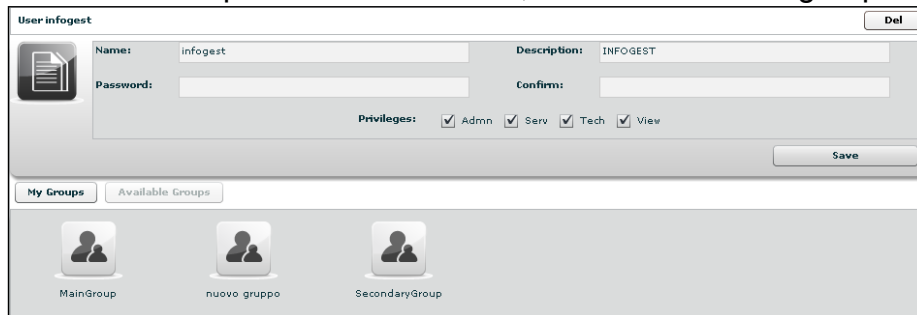 User infogest Del
Name: infogest Description: INFOGEST
Password: Confirm:
Privileges: Admn Serv Tech View
Save
My Groups Available Groups
MainGroup nuovo gruppo SecondaryGroup